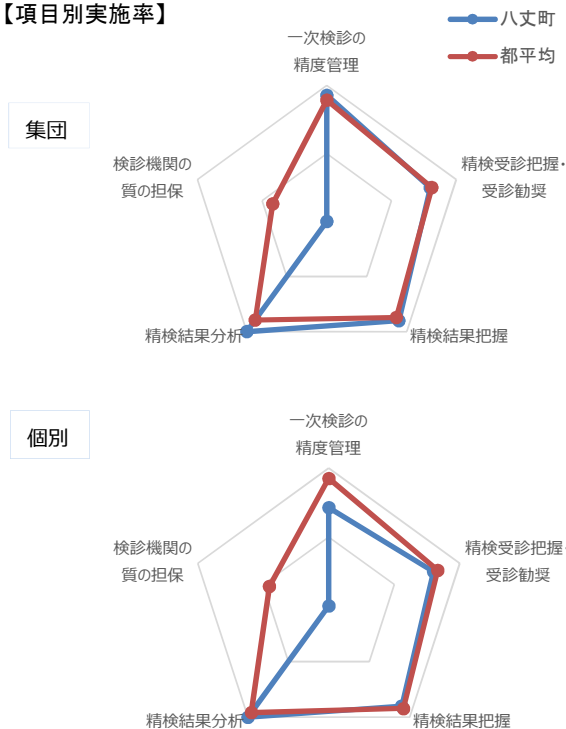 【項目別実施率】
八丈町
都平均
集団
一次検診の
精度管理
精検受診把握・
受診勧奨
精検結果把握
精検結果分析
検診機関の
質の担保
個別
一次検診の
精度管理
精検受診把握・
受診勧奨
精検結果把握
精検結果分析
検診機関の
質の担保